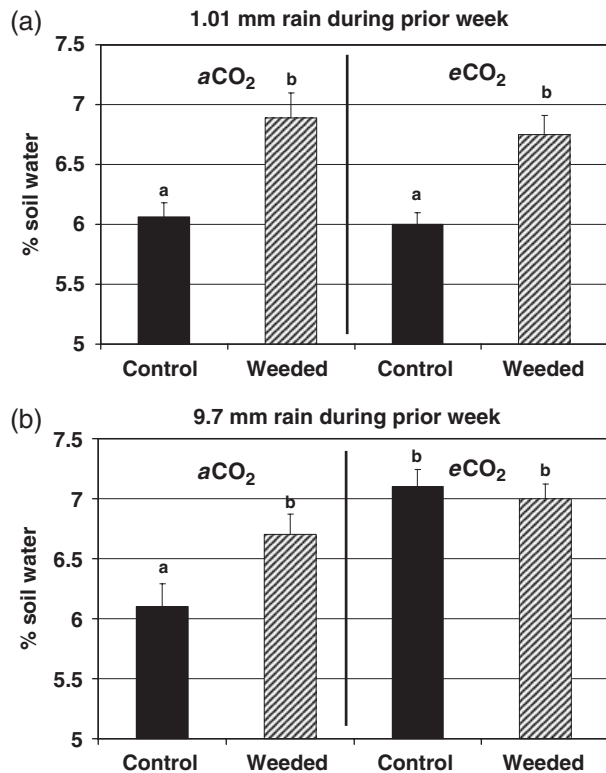 (a) 1.01 mm rain during prior week
7.5
7
6.5
6
5.5
5
% soil water
aCO₂
eCO₂
a
b
a
b
Control Weeded Control Weeded
(b) 9.7 mm rain during prior week
7.5
7
6.5
6
5.5
5
% soil water
aCO₂
eCO₂
a
b
b
b
Control Weeded Control Weeded